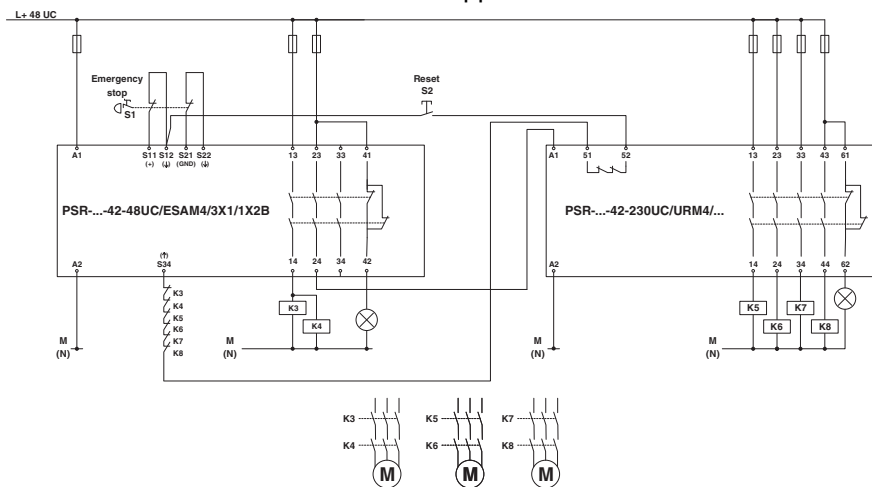 L+ 48 UC
Emergency
stop
S1
Reset
S2
A1 S11 S12 S21 S22 13 23 33 41
(+) (↓) (GND) (↓)
A1 51 52 13 23 33 43 61
PSR-...-42-48UC/ESAM4/3X1/1X2B
PSR-...-42-230UC/URM4/...
(↑)
A2 S34 14 24 34 42
A2 14 24 34 44 62
K3
K4
K5
K6
K7
K8
K3
K4
K5
K6
K7
K8
M
(N)
M
(N)
M
(N)
M
(N)
K3 K5 K7
K4 K6 K8
M M M